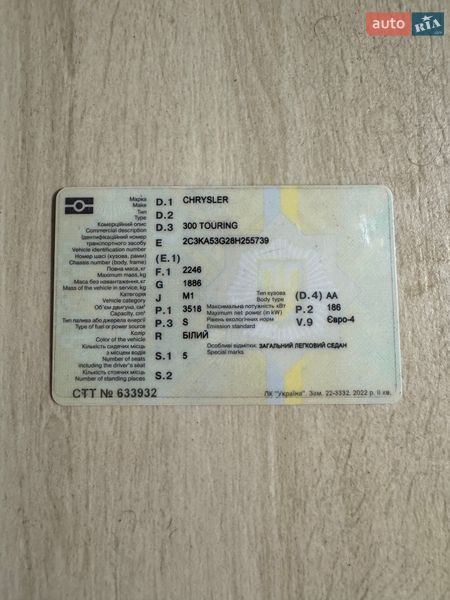 auto RIA
.com
Марка
Make D.1 CHRYSLER
Тип
Type D.2
Комерційний опис
Commercial description D.3 300 TOURING
Ідентифікаційний номер
транспортного засобу E 2C3KA53G28H255739
Vehicle identification number
Номер шасі (кузова, рами) (E.1)
Chassis number (body, frame)
Повна маса, кг F.1 2246
Maximum mass, kg
Маса без навантаження, кг G 1886
Mass of the vehicle in service, kg
Категорія J M1 Тип кузова (D.4) AA
Vehicle category Body type
Об'єм двигуна, см³ P.1 3518 Максимальна потужність кВт P.2 186
Capacity, cm³ Maximum net power (in kW)
Тип палива або джерела енергії P.3 S Рівень екологічних норм V.9 Євро-4
Type of fuel or power source Emission standard
Колір R БІЛИЙ
Color of the vehicle
Кількість сидячих місць Особливі відмітки: ЗАГАЛЬНИЙ ЛЕГКОВИЙ СЕДАН
з місцем водія S.1 5 Special marks
Number of seats
including the driver's seat
Кількість стоячих місць S.2
Number of standing places
СТТ № 633932 ПК "Україна". Зам. 22-3332, 2022 р. II кв.